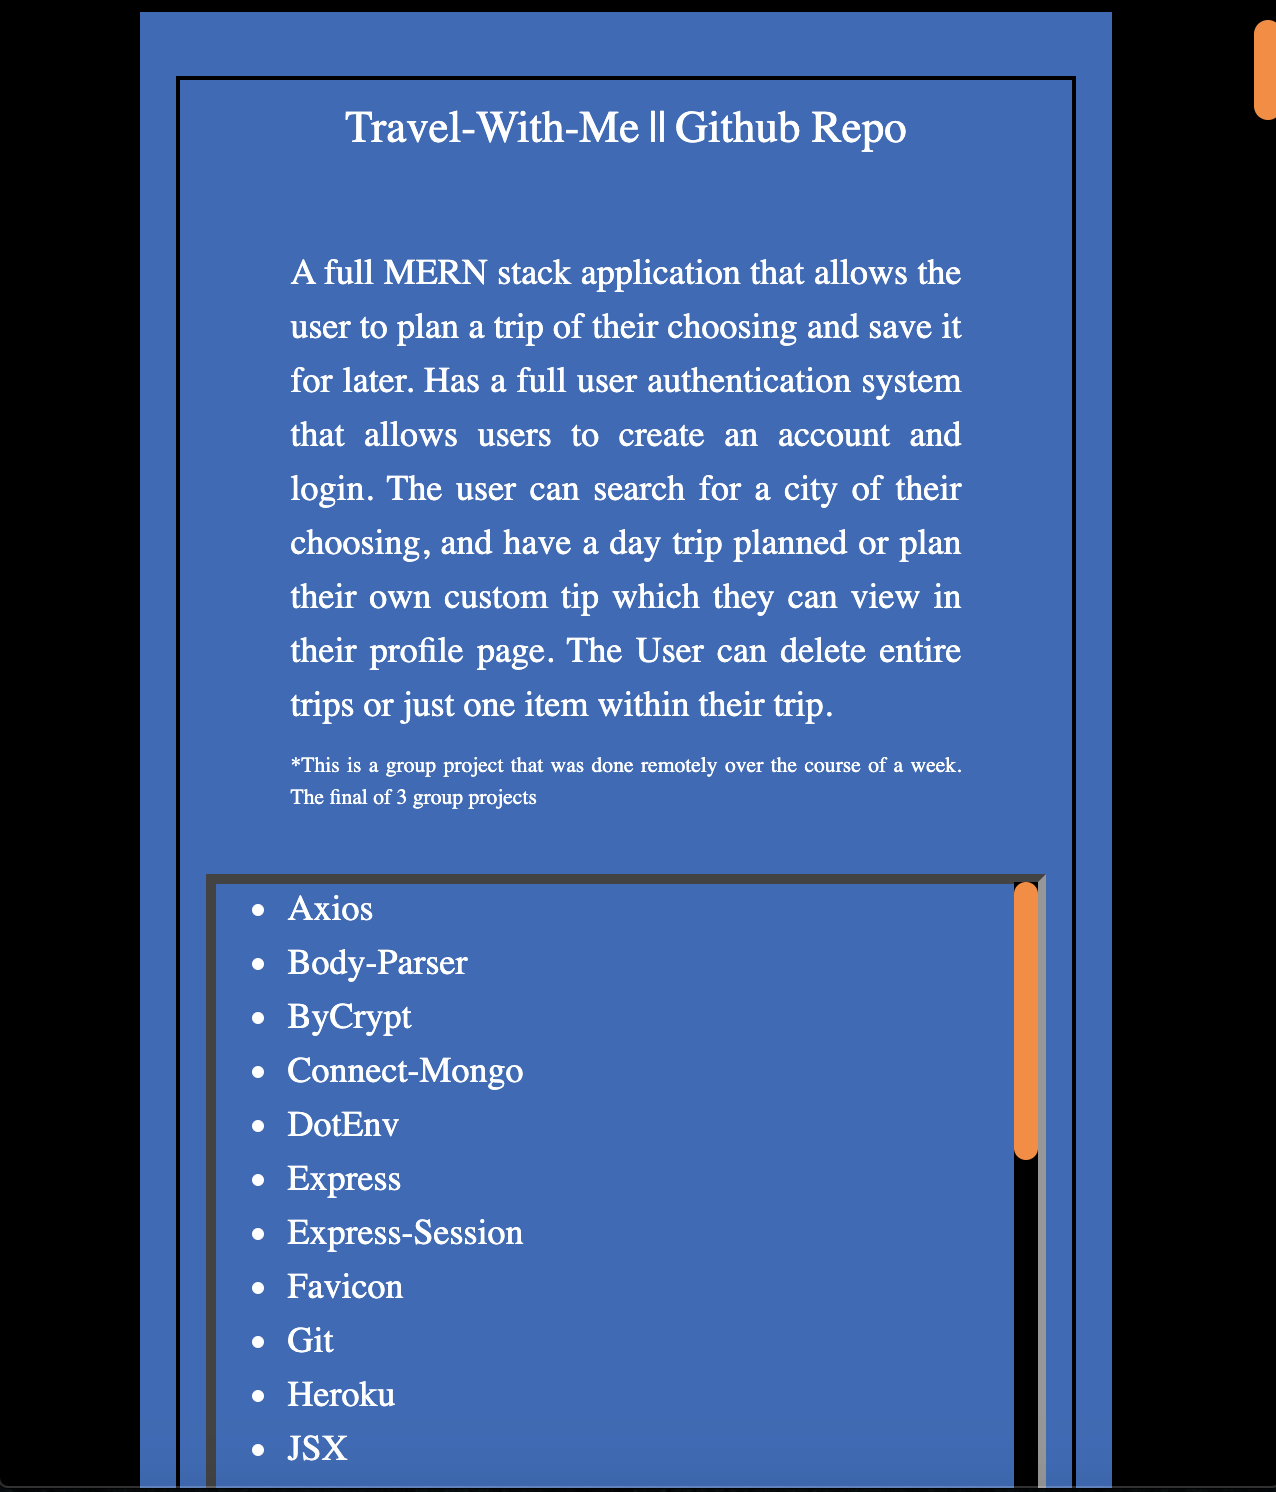 Travel-With-Me || Github Repo
A full MERN stack application that allows the
user to plan a trip of their choosing and save it
for later. Has a full user authentication system
that allows users to create an account and
login. The user can search for a city of their
choosing, and have a day trip planned or plan
their own custom tip which they can view in
their profile page. The User can delete entire
trips or just one item within their trip.
*This is a group project that was done remotely over the course of a week.
The final of 3 group projects
• Axios
• Body-Parser
• ByCrypt
• Connect-Mongo
• DotEnv
• Express
• Express-Session
• Favicon
• Git
• Heroku
• JSX